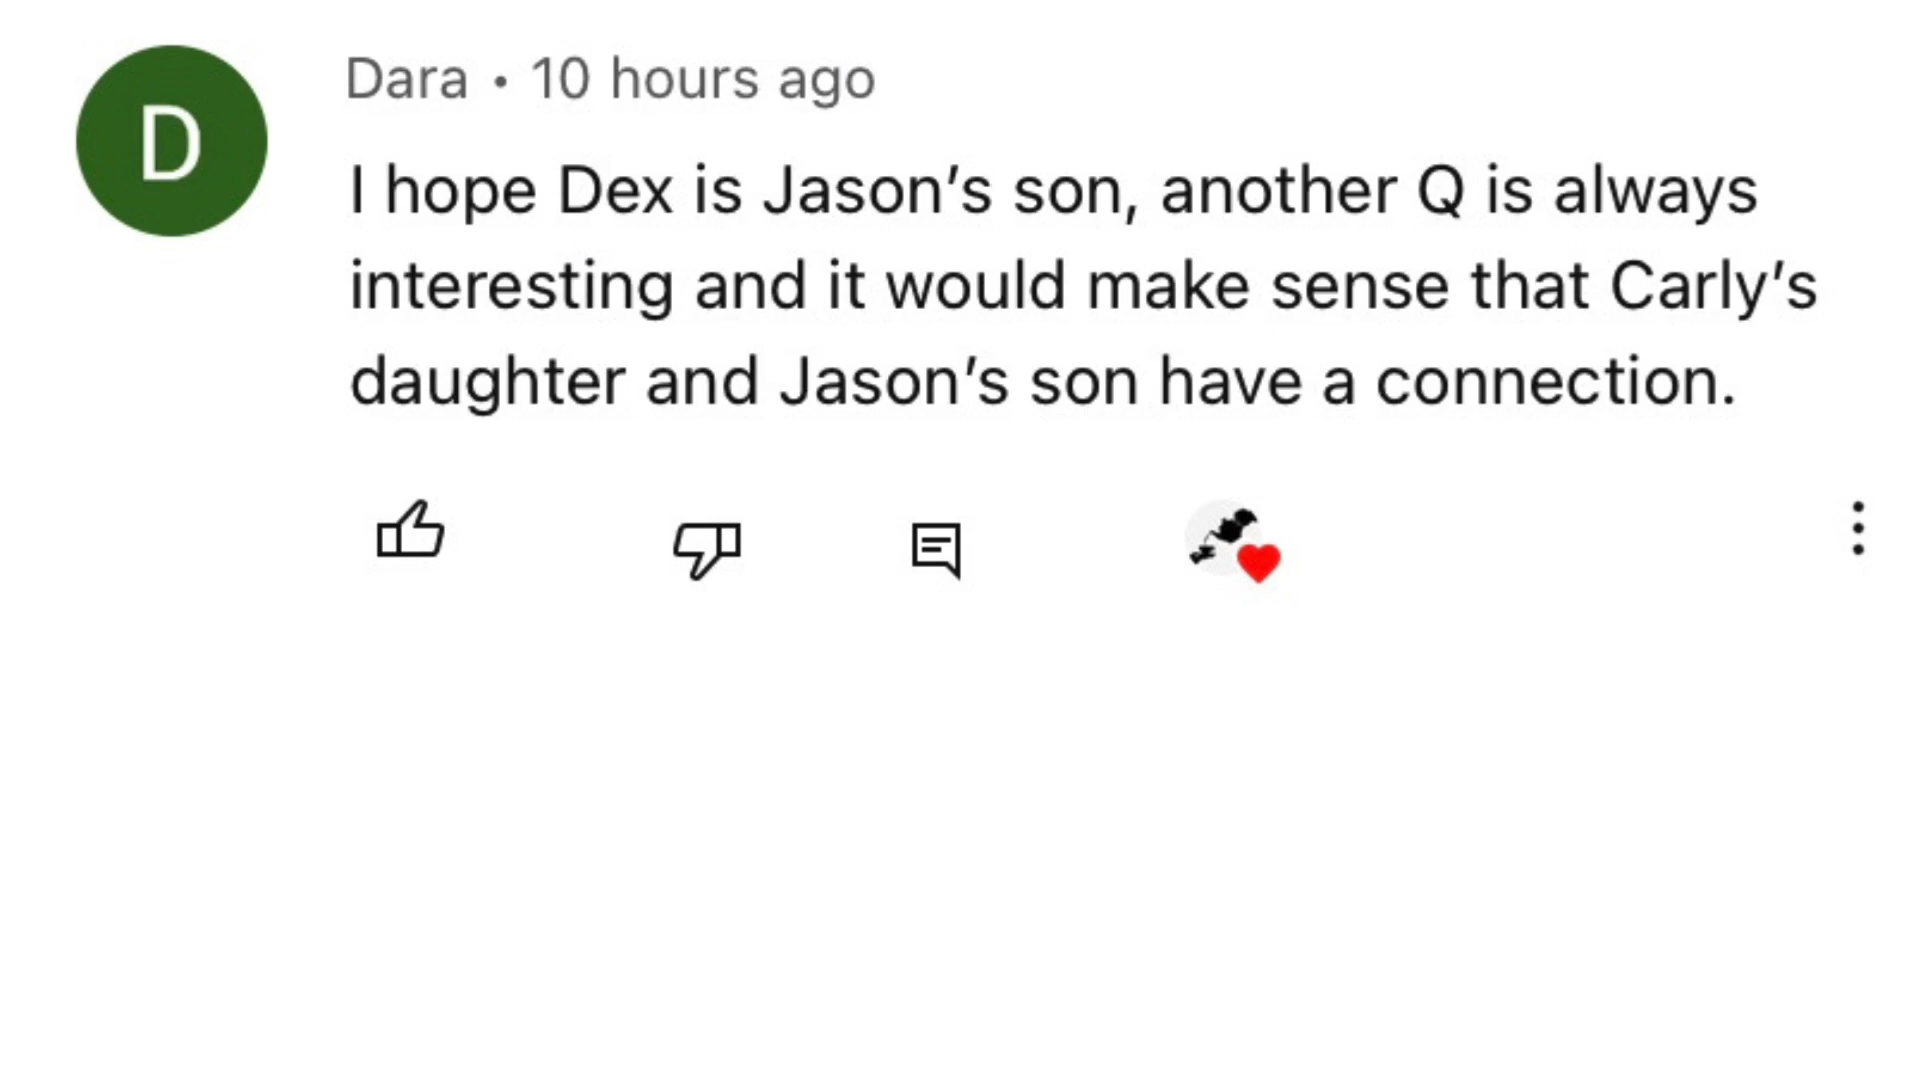 D
Dara • 10 hours ago
I hope Dex is Jason’s son, another Q is always
interesting and it would make sense that Carly’s
daughter and Jason’s son have a connection.